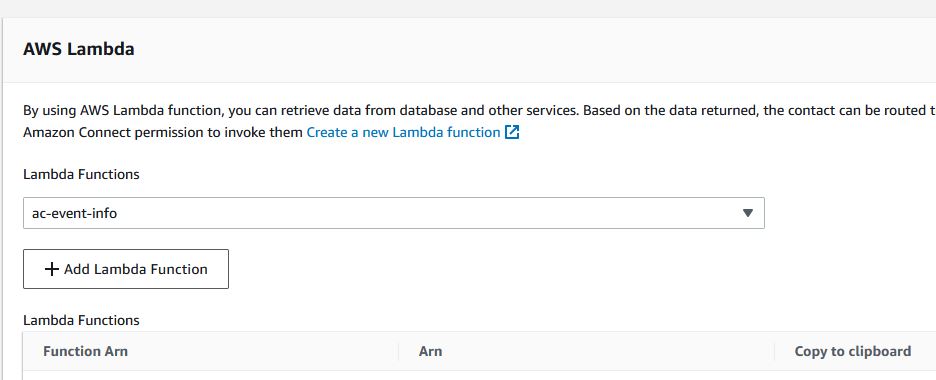 AWS Lambda
By using AWS Lambda function, you can retrieve data from database and other services. Based on the data returned, the contact can be routed
Amazon Connect permission to invoke them Create a new Lambda function
Lambda Functions
ac-event-info
Add Lambda Function
Lambda Functions
Function Arn Arn Copy to clipboard